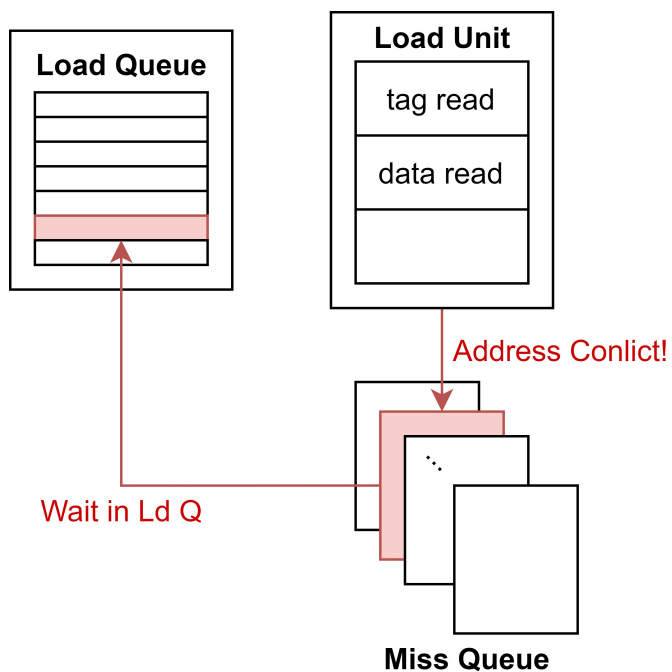 Load Queue
Load Unit
tag read
data read
Address Conlict!
Wait in Ld Q
Miss Queue